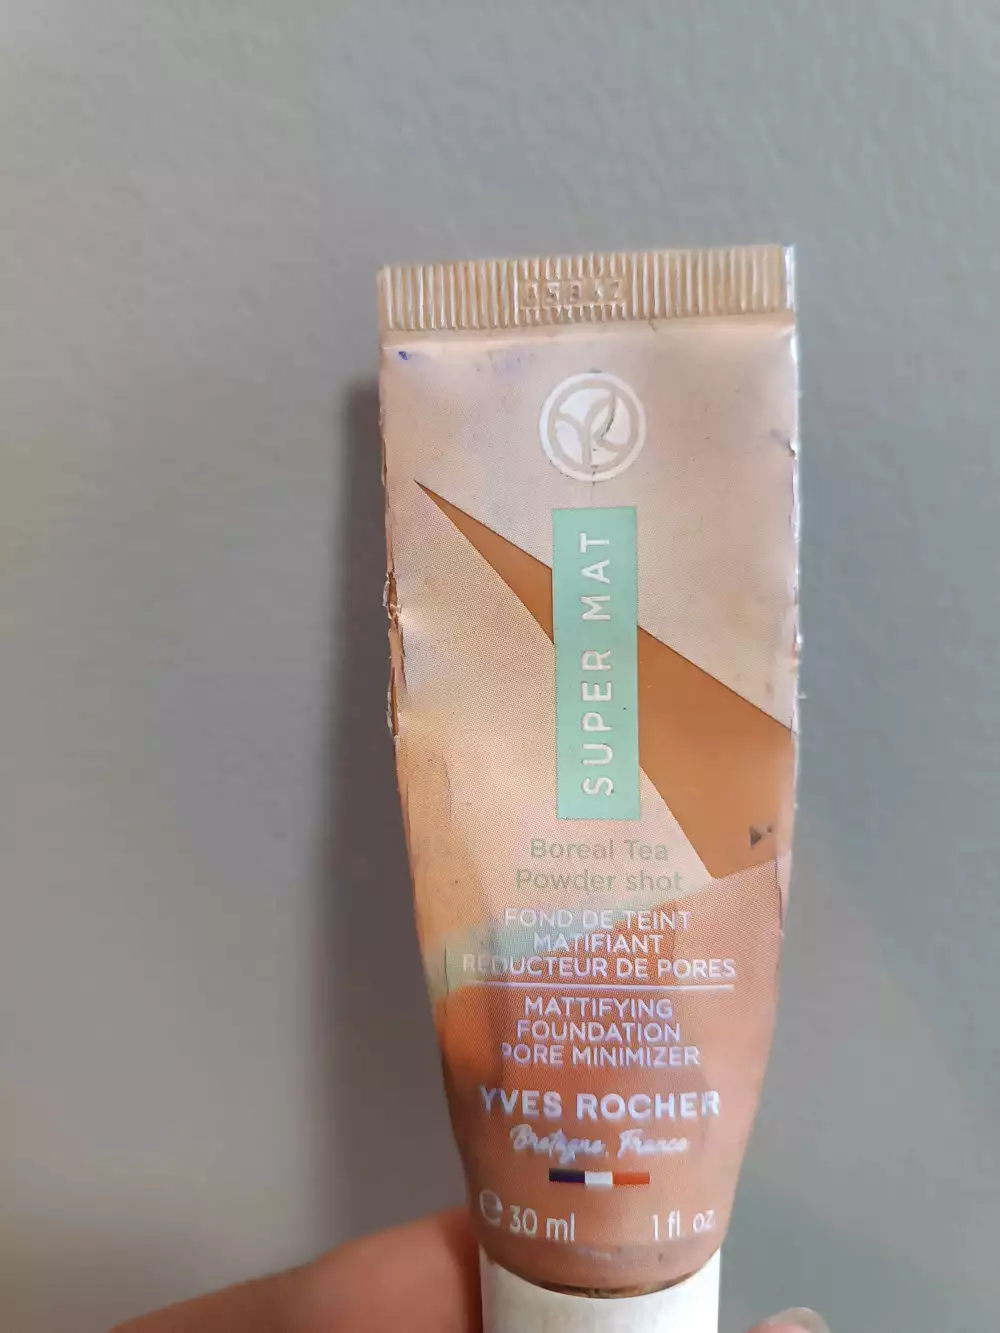 SUPER MAT
Boreal Tea
Powder shot
FOND DE TEINT
MATIFIANT
RÉDUCTEUR DE PORES
MATTIFYING
FOUNDATION
PORE MINIMIZER
YVES ROCHER
Bretagne, France
℮ 30 ml 1 fl. oz.